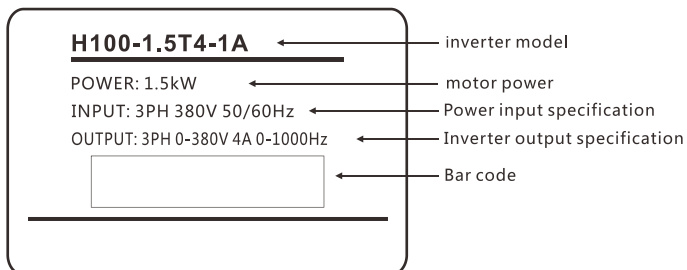 H100-1.5T4-1A
inverter model
POWER: 1.5kW
motor power
INPUT: 3PH 380V 50/60Hz
Power input specification
OUTPUT: 3PH 0-380V 4A 0-1000Hz
Inverter output specification
Bar code